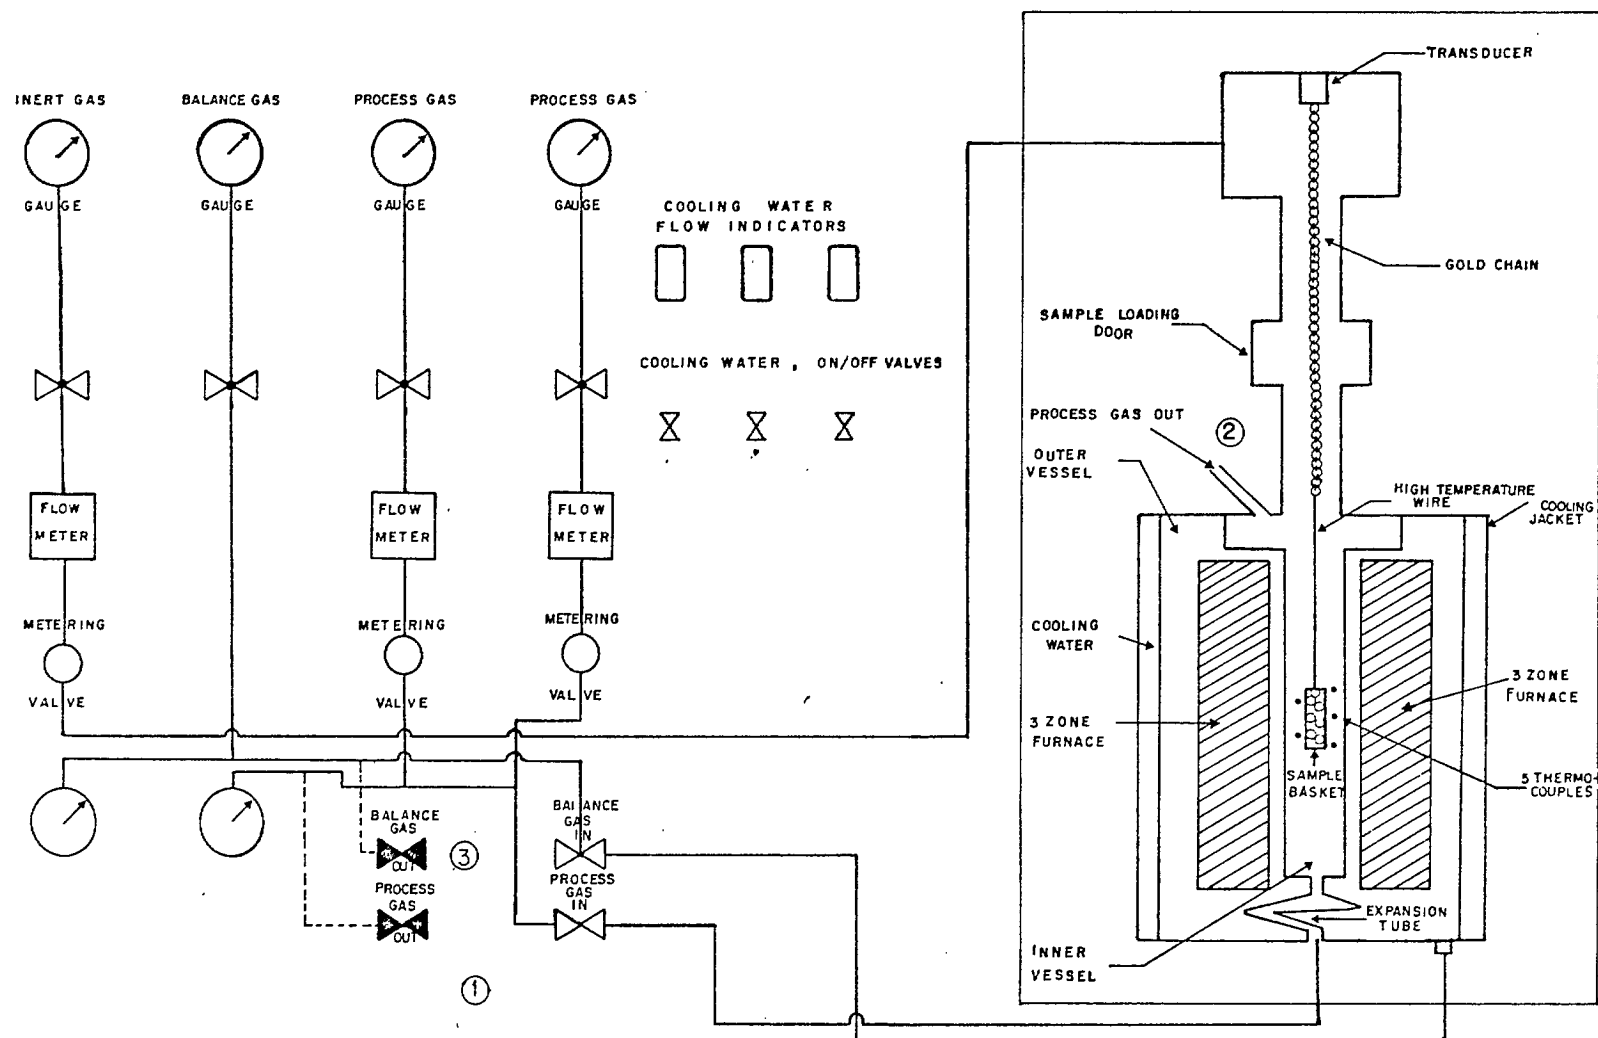 INERT GAS
BALANCE GAS
PROCESS GAS
PROCESS GAS
GAUGE
GAUGE
GAUGE
GAUGE
COOLING WATER
FLOW INDICATORS
COOLING WATER , ON/OFF VALVES
FLOW
METER
FLOW
METER
FLOW
METER
METERING
VALVE
METERING
VALVE
METERING
VALVE
BALANCE
GAS
OUT
3
PROCESS
GAS
OUT
BALANCE
GAS
IN
PROCESS
GAS
IN
1
TRANSDUCER
GOLD CHAIN
SAMPLE LOADING
DOOR
PROCESS GAS OUT
2
OUTER
VESSEL
HIGH TEMPERATURE
WIRE
COOLING
JACKET
COOLING
WATER
3 ZONE
FURNACE
3 ZONE
FURNACE
SAMPLE
BASKET
5 THERMO-
COUPLES
EXPANSION
TUBE
INNER
VESSEL